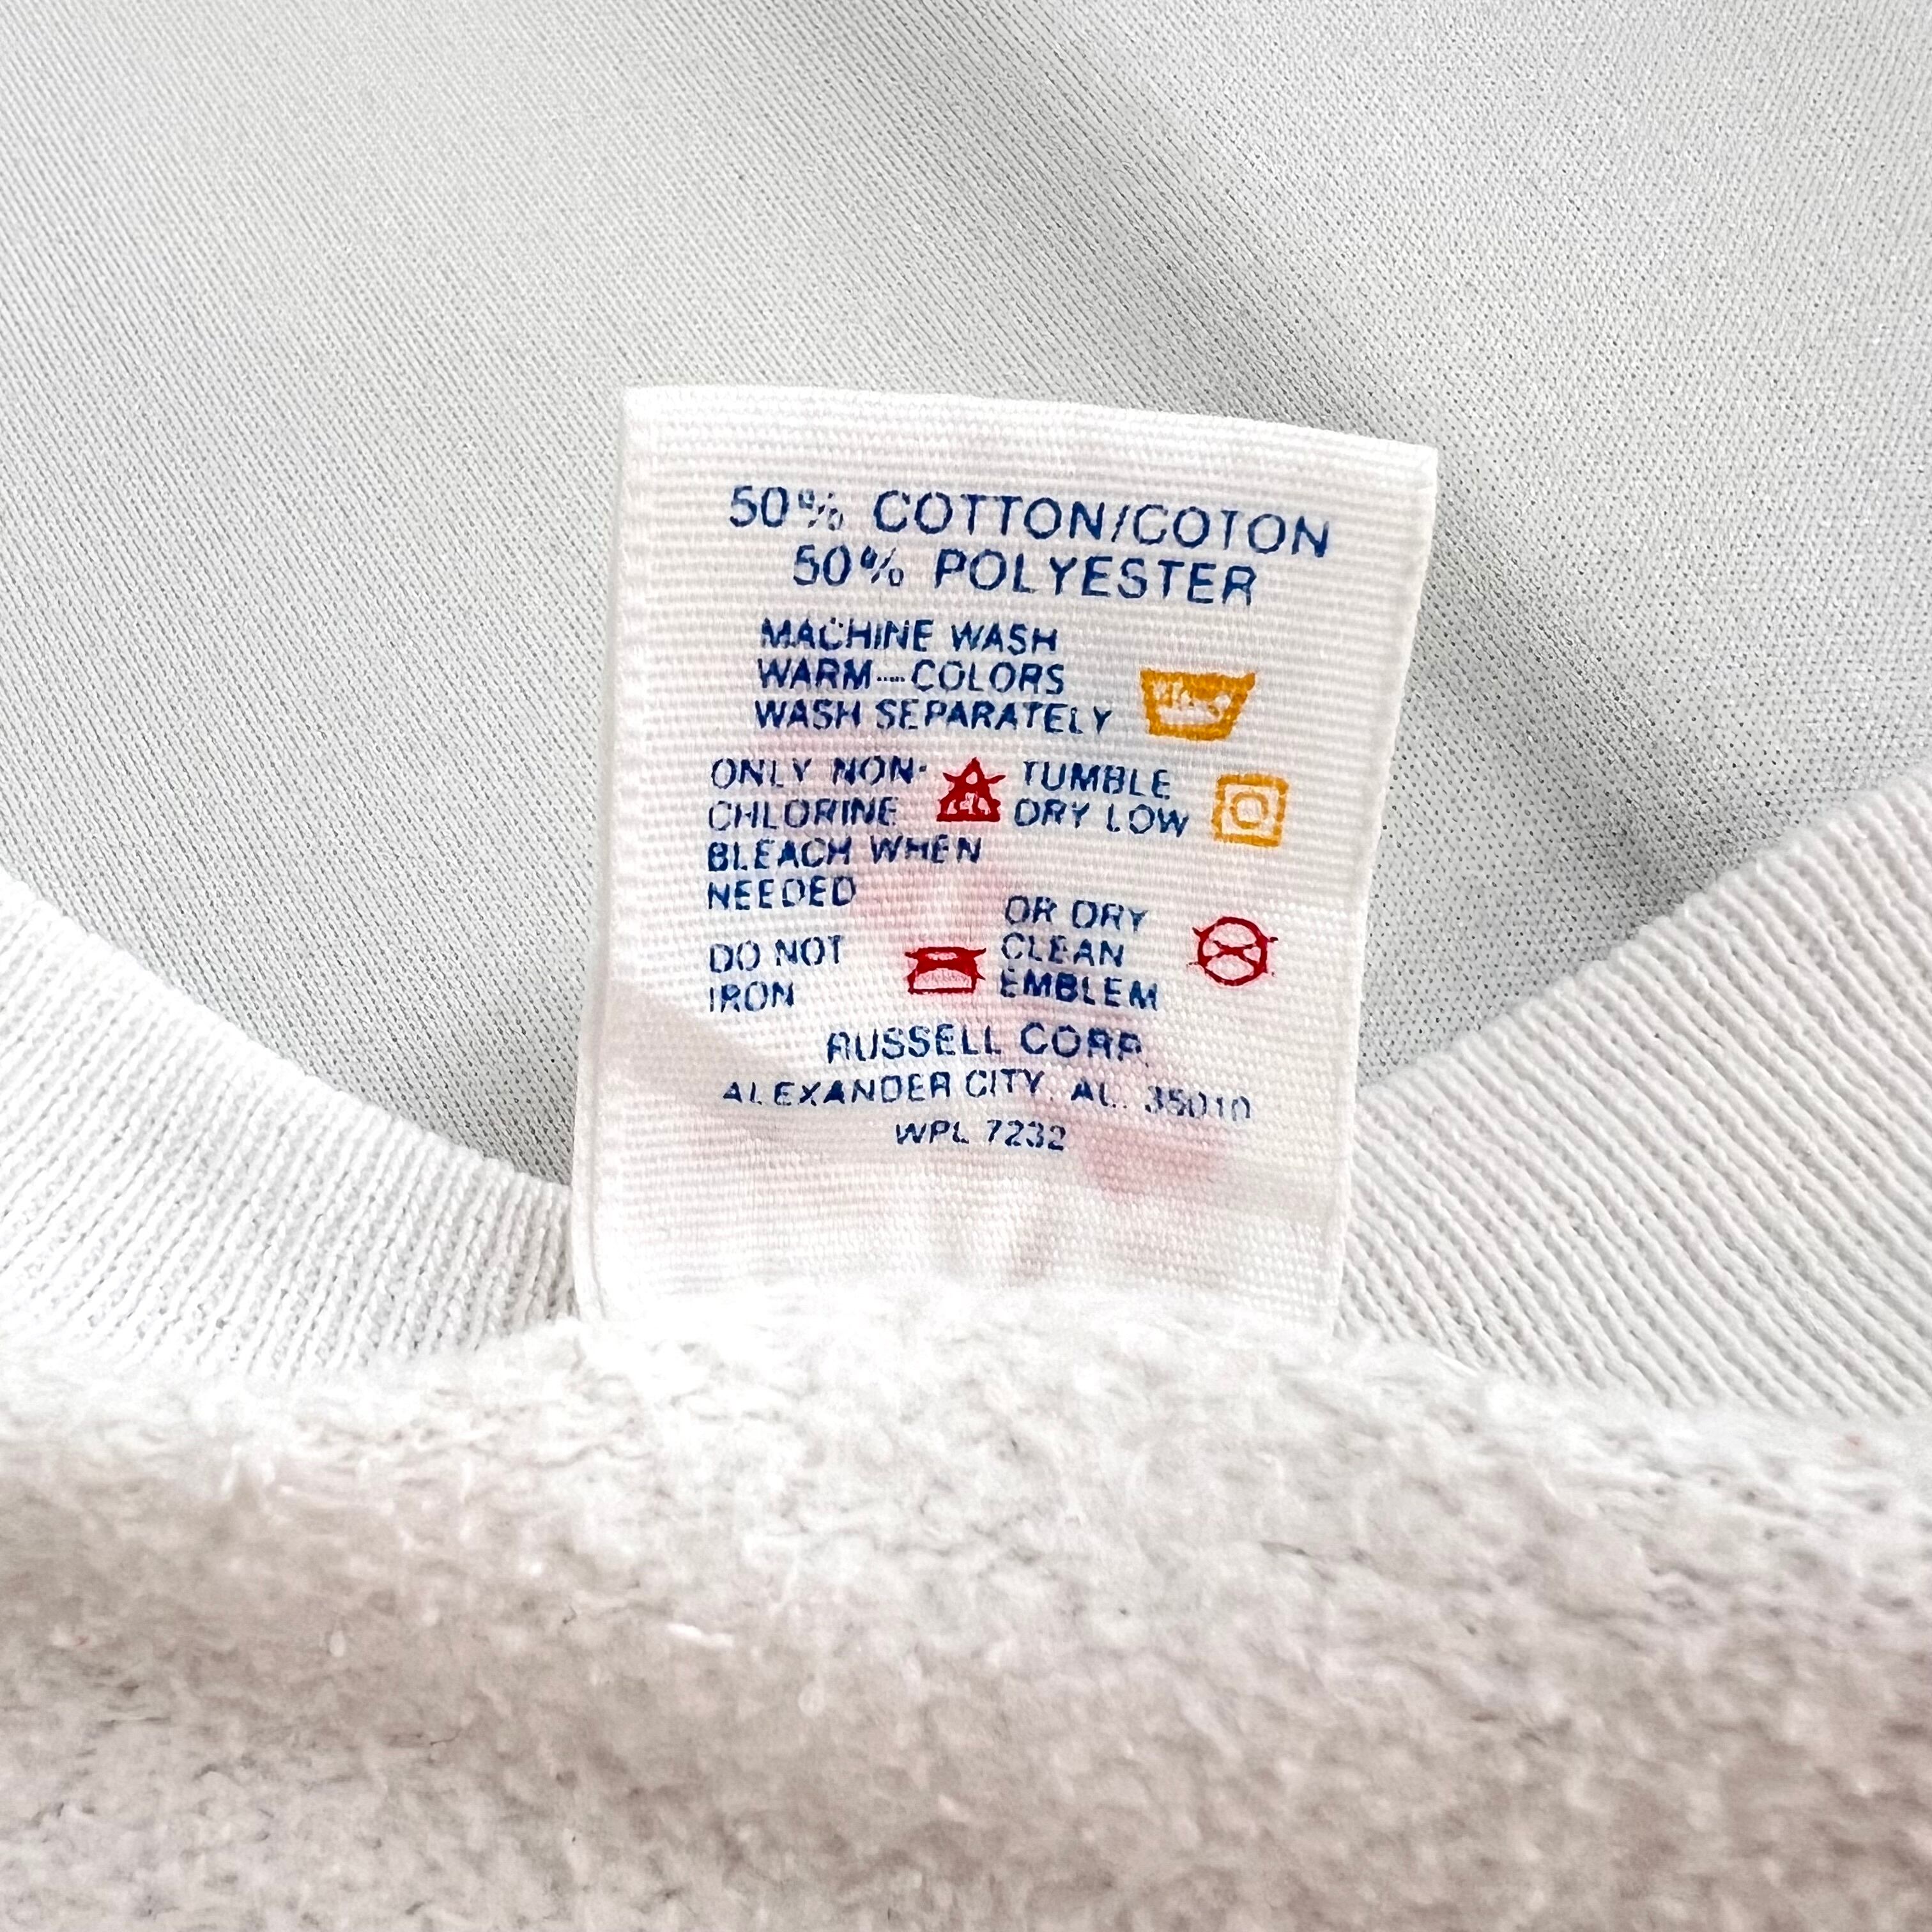 50% COTTON/COTON
50% POLYESTER
MACHINE WASH
WARM--COLORS
WASH SEPARATELY
ONLY NON-
CHLORINE
BLEACH WHEN
NEEDED
TUMBLE
DRY LOW
DO NOT
IRON
OR DRY
CLEAN
EMBLEM
RUSSELL CORP.
ALEXANDER CITY, AL. 35010
WPL 7232